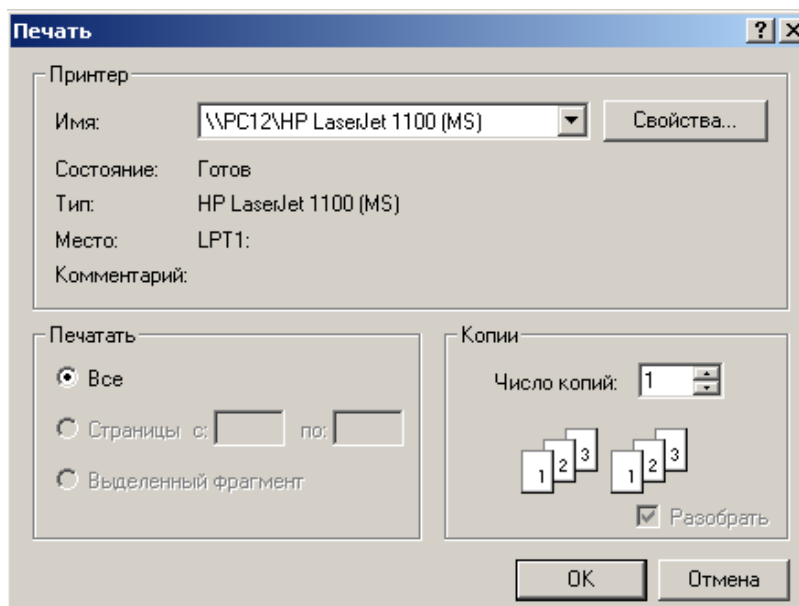 Печать
Принтер
Имя: \\PC12\HP LaserJet 1100 (MS) Свойства...
Состояние: Готов
Тип: HP LaserJet 1100 (MS)
Место: LPT1:
Комментарий:
Печатать
Все
Страницы с: по:
Выделенный фрагмент
Копии
Число копий: 1
1 2 3 1 2 3
Разобрать
OK Отмена